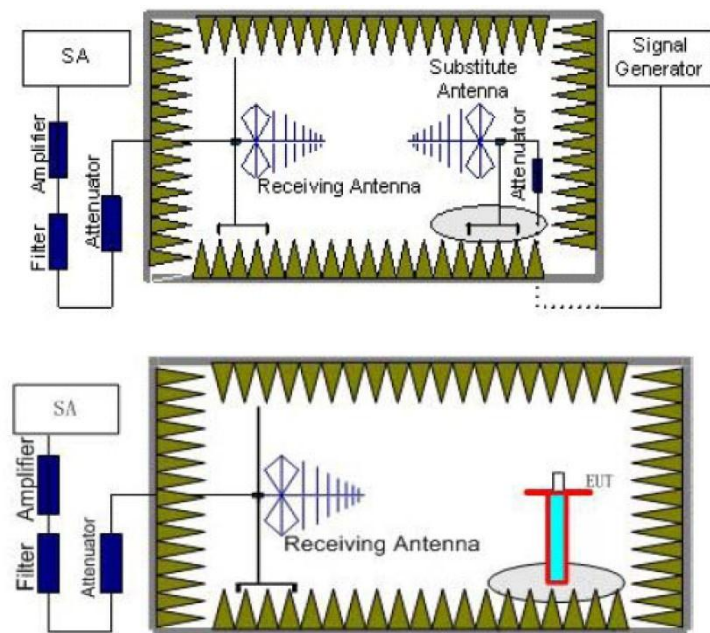 SA
Signal
Generator
Substitute
Antenna
Amplifier
Attenuator
Attenuator
Receiving Antenna
Filter
SA
Amplifier
EUT
Receiving Antenna
Filter
Attenuator